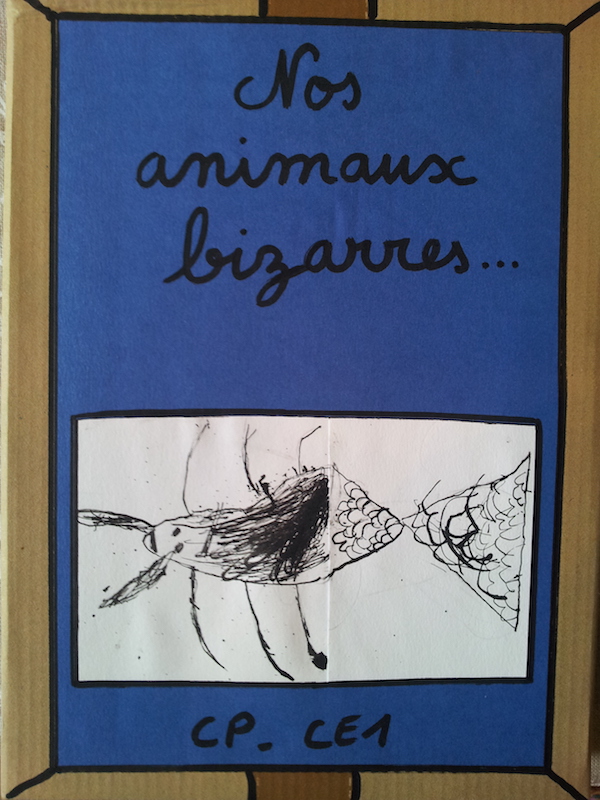 Nos
animaux
bizarres...
CP. CE1